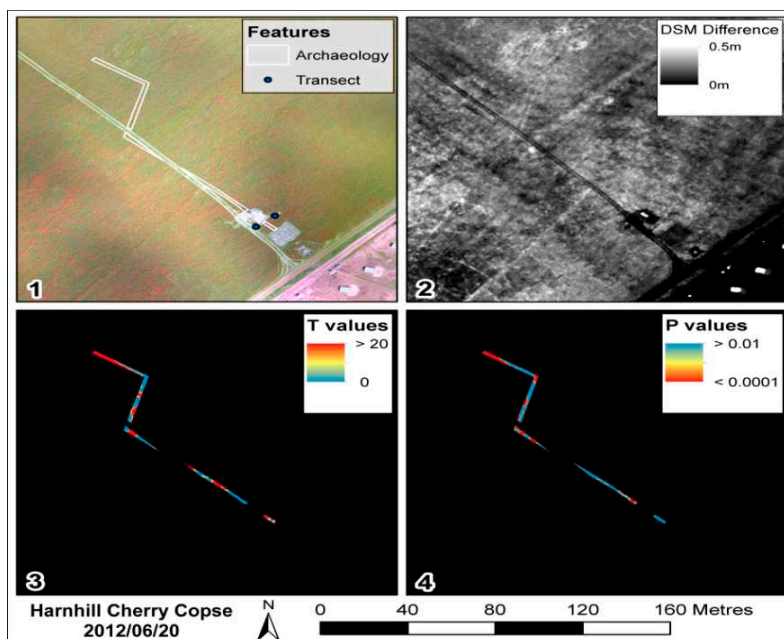 Features
Archaeology
Transect
1
DSM Difference
0.5m
0m
2
T values
> 20
0
3
P values
> 0.01
< 0.0001
4
Harnhill Cherry Copse
2012/06/20
N
0 40 80 120 160 Metres